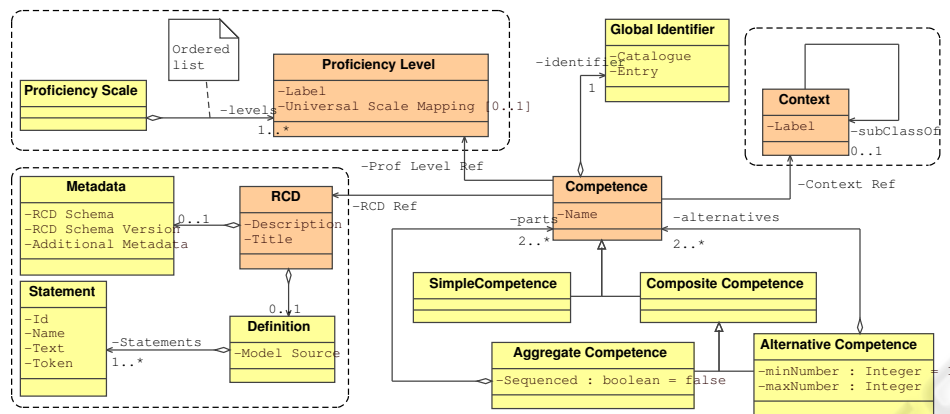 Ordered
list
Proficiency Scale
Proficiency Level
-Label
-Universal Scale Mapping [0..1]
-levels
1..*
Global Identifier
-Catalogue
-Entry
-identifier
1
Context
-Label
-subClassOf
0..1
-Prof Level Ref
-Context Ref
-RCD Ref
Metadata
-RCD Schema
-RCD Schema Version
-Additional Metadata
0..1
RCD
-Description
-Title
Competence
-Name
-parts
2..*
-alternatives
2..*
Statement
-Id
-Name
-Text
-Token
-Statements
1..*
0..1
Definition
-Model Source
SimpleCompetence
Composite Competence
Aggregate Competence
-Sequenced : boolean = false
Alternative Competence
-minNumber : Integer =
-maxNumber : Integer